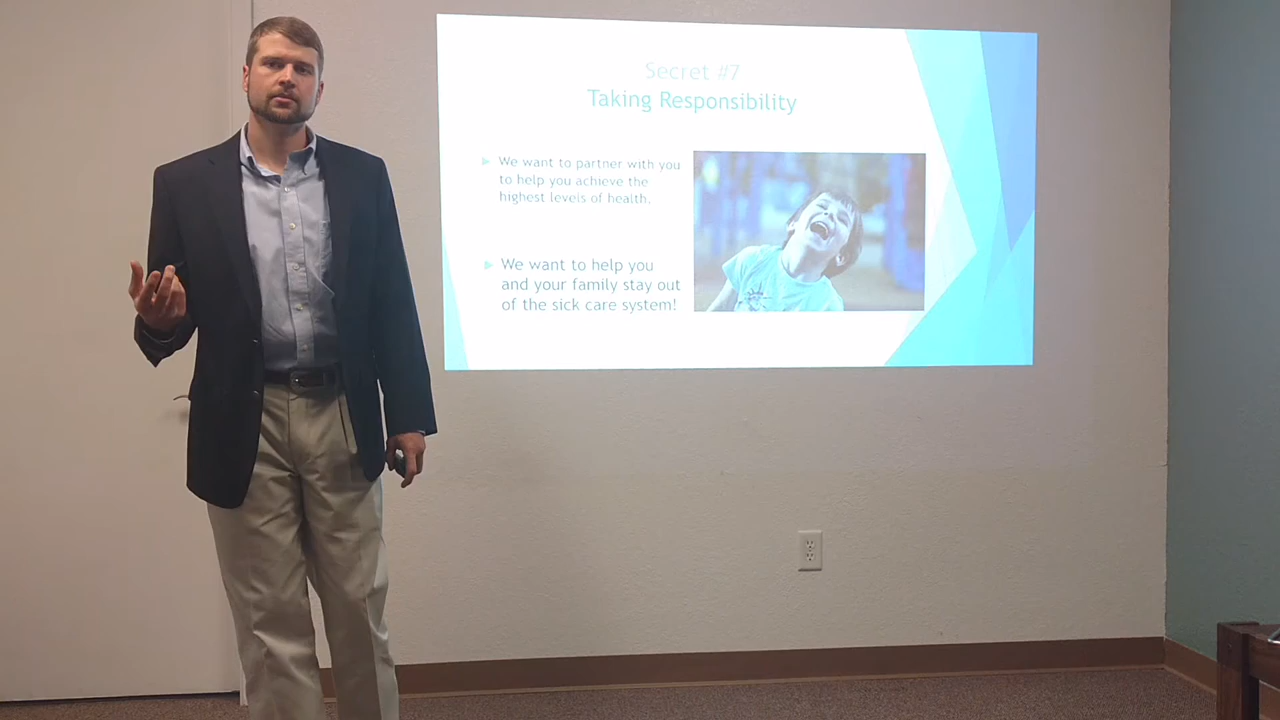 Secret #7
Taking Responsibility
We want to partner with you
to help you achieve the
highest levels of health.
We want to help you
and your family stay out
of the sick care system!